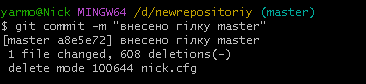 yarmo@Nick MINGW64 /d/newrepositoriy (master)
$ git commit -m "внесено гілку master"
[master a8e5e72] внесено гілку master
 1 file changed, 608 deletions(-)
 delete mode 100644 nick.cfg